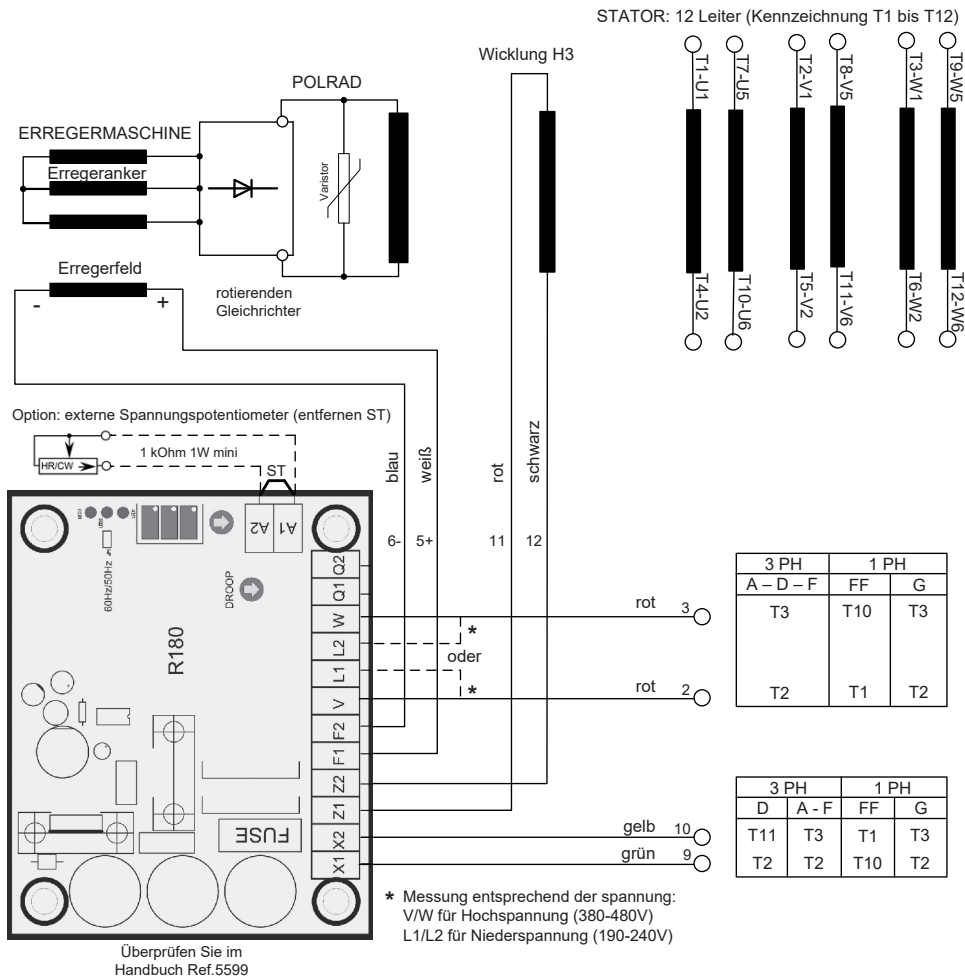 STATOR: 12 Leiter (Kennzeichnung T1 bis T12)
T1-U1
T7-U5
T2-V1
T8-V5
T3-W1
T9-W5
T4-U2
T10-U6
T5-V2
T11-V6
T6-W2
T12-W6
Wicklung H3
POLRAD
ERREGERMASCHINE
Erregeranker
Varistor
Erregerfeld
- +
rotierenden
Gleichrichter
Option: externe Spannungspotentiometer (entfernen ST)
HR/CW
1 kOhm 1W mini
ST
blau
weiß
rot
schwarz
6-
5+
11
12
A2
A1
60Hz/50Hz
DROOP
R180
FUSE
Q2
Q1
W
L2
L1
V
F2
F1
Z2
Z1
X2
X1
rot 3
*
oder
*
rot 2
gelb 10
grün 9
3 PH 1 PH
A – D – F FF G
T3 T10 T3
T2 T1 T2
3 PH 1 PH
D A - F FF G
T11 T3 T1 T3
T2 T2 T10 T2
* Messung entsprechend der spannung:
V/W für Hochspannung (380-480V)
L1/L2 für Niederspannung (190-240V)
Überprüfen Sie im
Handbuch Ref.5599